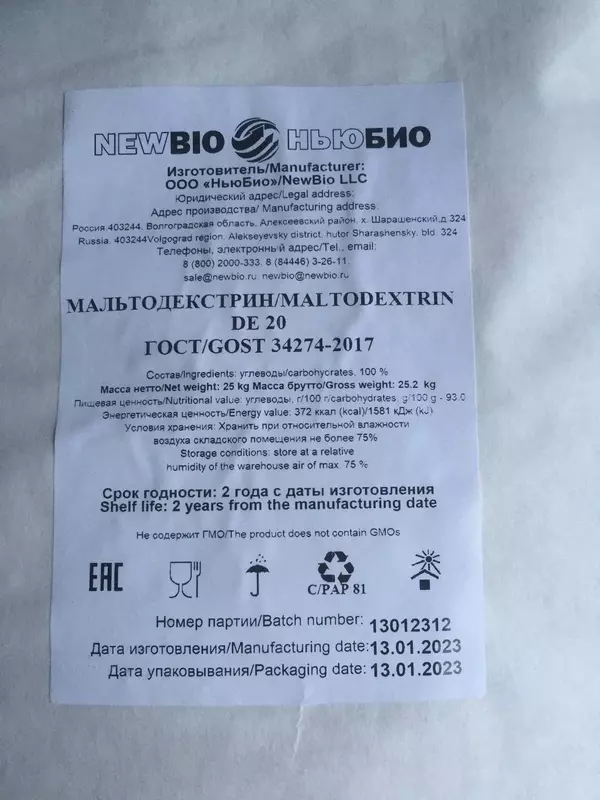 NEWBIO НЬЮБИО
Изготовитель/Manufacturer:
ООО «НьюБио»/NewBio LLC
Юридический адрес/Legal address:
Адрес производства/ Manufacturing address:
Россия.403244. Волгоградская область, Алексеевский район, х. Шарашенский,д 324
Russia. 403244Volgograd region, Alekseyevsky district, hutor Sharashensky, bld. 324
Телефоны, электронный адрес/Tel., email:
8 (800) 2000-333. 8 (84446) 3-26-11.
sale@newbio.ru newbio@newbio.ru
МАЛЬТОДЕКСТРИН/MALTODEXTRIN
DE 20
ГОСТ/GOST 34274-2017
Состав/Ingredients: углеводы/carbohydrates, 100 %
Масса нетто/Net weight: 25 kg Масса брутто/Gross weight: 25.2 kg
Пищевая ценность/Nutritional value: углеводы, г/100 г/carbohydrates, g/100 g - 93.0
Энергетическая ценность/Energy value: 372 ккал (kcal)/1581 кДж (kJ)
Условия хранения: Хранить при относительной влажности
воздуха складского помещения не более 75%
Storage conditions: store at a relative
humidity of the warehouse air of max. 75 %
Срок годности: 2 года с даты изготовления
Shelf life: 2 years from the manufacturing date
Не содержит ГМО/The product does not contain GMOs
EAC
C/PAP 81
Номер партии/Batch number: 13012312
Дата изготовления/Manufacturing date: 13.01.2023
Дата упаковывания/Packaging date: 13.01.2023